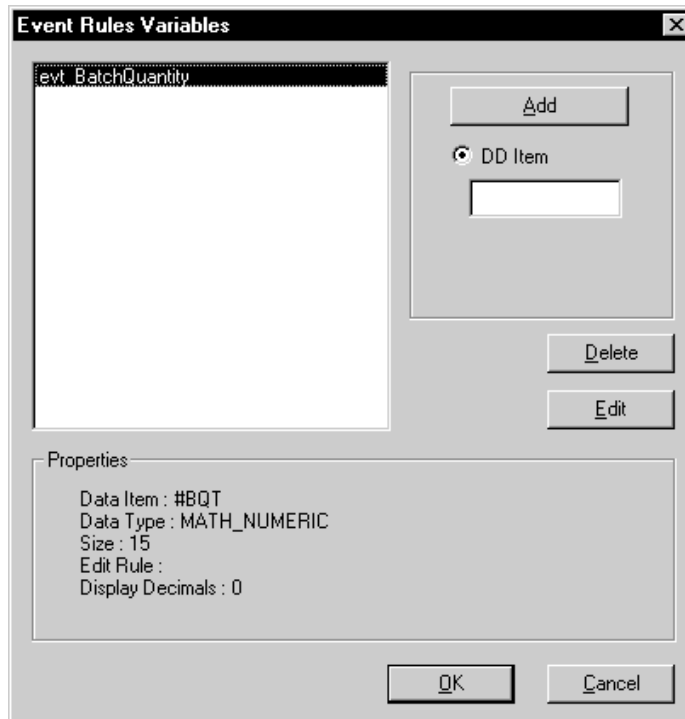 Event Rules Variables
evt_BatchQuantity
Add
DD Item
Delete
Edit
Properties
Data Item : #BQT
Data Type : MATH_NUMERIC
Size : 15
Edit Rule :
Display Decimals : 0
OK
Cancel